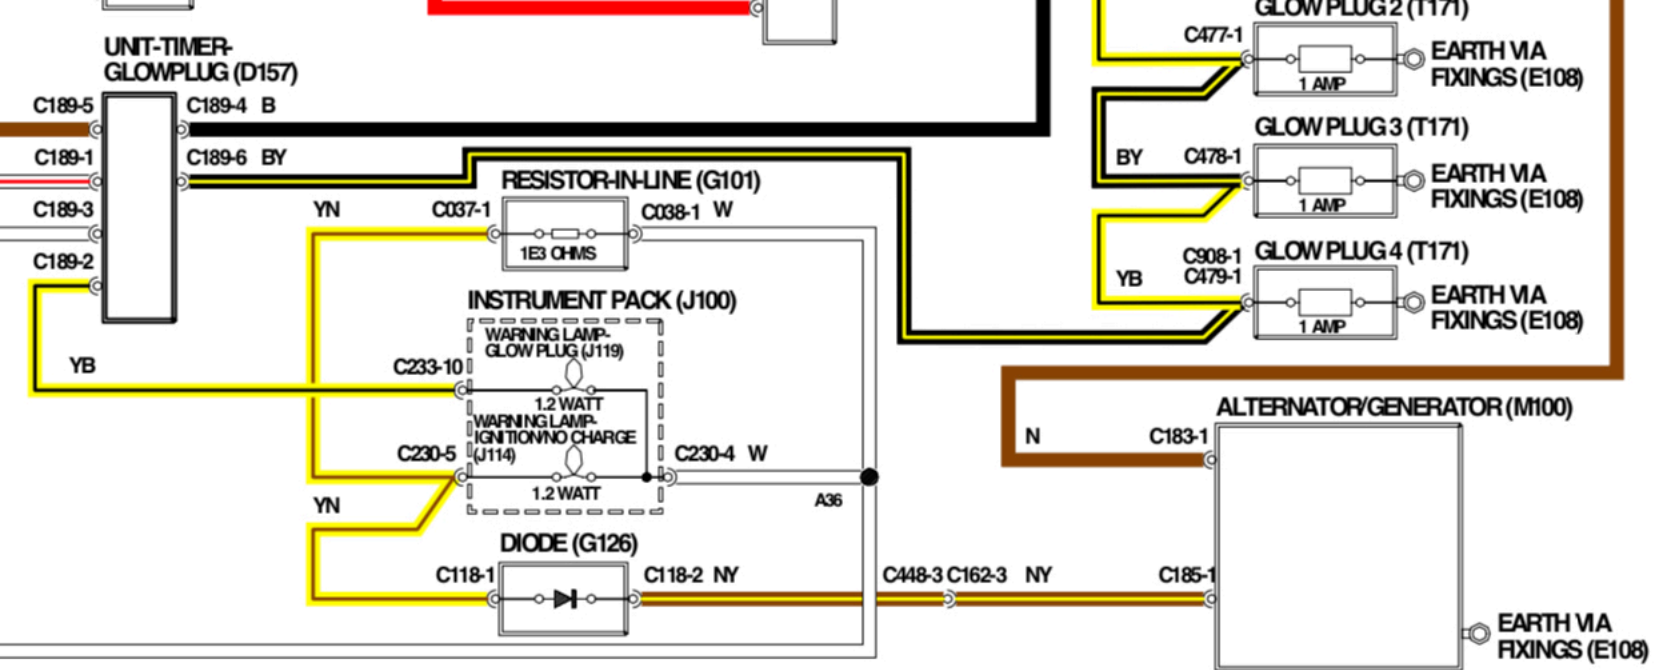 GLOW PLUG 2 (T171)
C477-1
EARTH VIA
FIXINGS (E108)
1 AMP
UNIT-TIMER-
GLOWPLUG (D157)
C189-5
C189-4 B
C189-1
C189-6 BY
C189-3
C189-2
YB
GLOW PLUG 3 (T171)
BY
C478-1
EARTH VIA
FIXINGS (E108)
1 AMP
RESISTOR-IN-LINE (G101)
YN
C037-1
C038-1 W
1E3 OHMS
GLOW PLUG 4 (T171)
C908-1
YB
C479-1
EARTH VIA
FIXINGS (E108)
1 AMP
INSTRUMENT PACK (J100)
WARNING LAMP-
GLOW PLUG (J119)
C233-10
1.2 WATT
WARNING LAMP-
IGNITION/NO CHARGE
(J114)
C230-5
C230-4 W
1.2 WATT
A36
YN
DIODE (G126)
C118-1
C118-2 NY
C448-3 C162-3 NY
C185-1
ALTERNATOR/GENERATOR (M100)
N
C183-1
EARTH VIA
FIXINGS (E108)